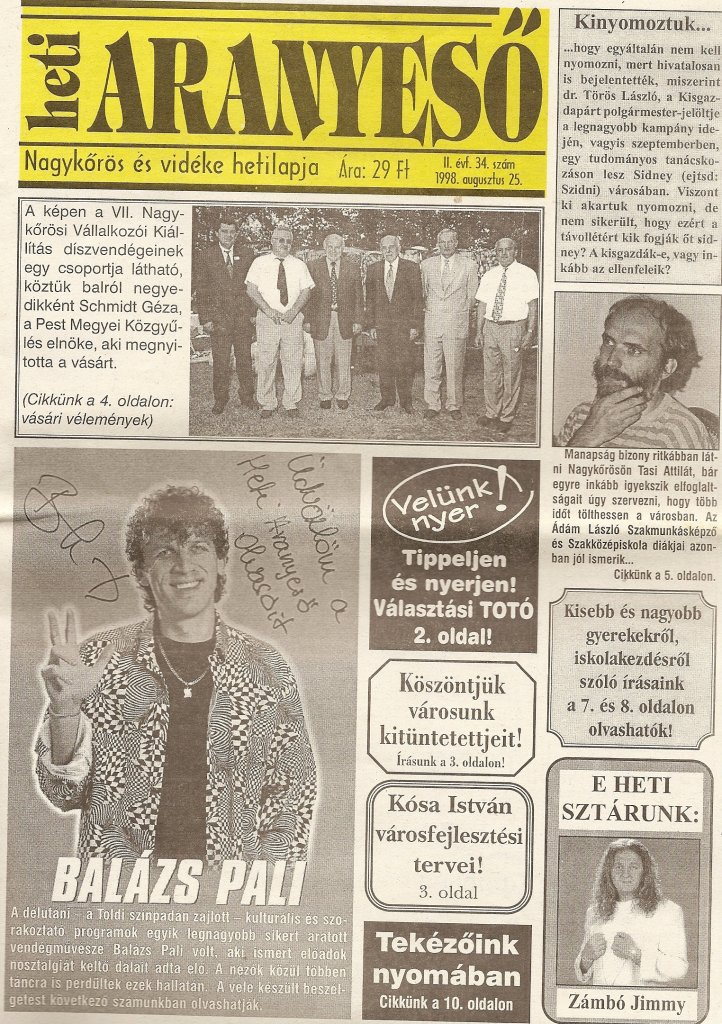 heti ARANYESŐ
Nagykőrös és vidéke hetilapja
Ára: 29 Ft
II. évf. 34. szám
1998. augusztus 25.
Kinyomoztuk...
...hogy egyáltalán nem kell
nyomozni, mert hivatalosan
is bejelentették, miszerint
dr. Törös László, a Kisgaz-
dapárt polgármester-jelöltje
a legnagyobb kampány ide-
jén, vagyis szeptemberben,
egy tudományos tanácsko-
záson lesz Sidney (ejtsd:
Szidni) városában. Viszont
ki akartuk nyomozni, de
nem sikerült, hogy ezért a
távollétért kik fogják őt sid-
ney? A kisgazdák-e, vagy in-
kább az ellenfeleik?
A képen a VII. Nagy-
kőrösi Vállalkozói Kiál-
lítás díszvendégeinek
egy csoportja látható,
köztük balról negye-
dikként Schmidt Géza,
a Pest Megyei Közgyű-
lés elnöke, aki megnyi-
totta a vásárt.
(Cikkünk a 4. oldalon:
vásári vélemények)
Manapság bizony ritkábban lát-
ni Nagykőrösön Tasi Attilát, bár
egyre inkább igyekszik elfoglalt-
ságait úgy szervezni, hogy több
időt tölthessen a városban. Az
Ádám László Szakmunkásképző
és Szakközépiskola diákjai azon-
ban jól ismerik...
Cikkünk a 5. oldalon.
Üdvözlöm a
Heti Aranyeső
olvasóit
BALÁZS PALI
A délutáni – a Toldi színpadán zajlott – kulturális és szó-
rakoztató programok egyik legnagyobb sikert aratott
vendégművésze Balázs Pali volt, aki ismert előadók
nosztalgiát keltő dalait adta elő. A nézők közül többen
táncra is perdültek ezek hallatán. A vele készült beszél-
getést következő számunkban olvashatják.
Velünk
nyer!
Tippeljen
és nyerjen!
Választási TOTÓ
2. oldal!
Köszöntjük
városunk
kitüntetettjeit!
Írásunk a 3. oldalon!
Kósa István
városfejlesztési
tervei!
3. oldal
Tekézőink
nyomában
Cikkünk a 10. oldalon
Kisebb és nagyobb
gyerekekről,
iskolakezdésről
szóló írásaink
a 7. és 8. oldalon
olvashatók!
E HETI
SZTÁRUNK:
Zámbó Jimmy